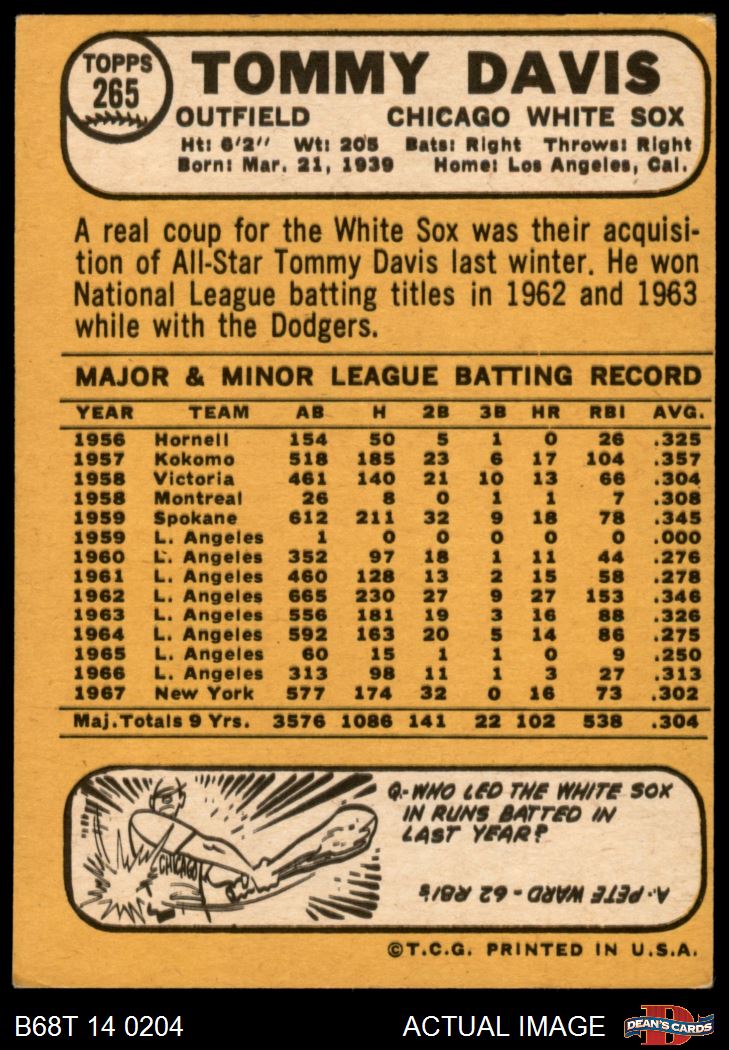 TOPPS
265
TOMMY DAVIS
OUTFIELD CHICAGO WHITE SOX
Ht: 6'2" Wt: 205 Bats: Right Throws: Right
Born: Mar. 21, 1939 Home: Los Angeles, Cal.
A real coup for the White Sox was their acquisi-
tion of All-Star Tommy Davis last winter. He won
National League batting titles in 1962 and 1963
while with the Dodgers.
MAJOR & MINOR LEAGUE BATTING RECORD
YEAR TEAM AB H 2B 3B HR RBI AVG.
1956 Hornell 154 50 5 1 0 26 .325
1957 Kokomo 518 185 23 6 17 104 .357
1958 Victoria 461 140 21 10 13 66 .304
1958 Montreal 26 8 0 1 1 7 .308
1959 Spokane 612 211 32 9 18 78 .345
1959 L. Angeles 1 0 0 0 0 0 .000
1960 L. Angeles 352 97 18 1 11 44 .276
1961 L. Angeles 460 128 13 2 15 58 .278
1962 L. Angeles 665 230 27 9 27 153 .346
1963 L. Angeles 556 181 19 3 16 88 .326
1964 L. Angeles 592 163 20 5 14 86 .275
1965 L. Angeles 60 15 1 1 0 9 .250
1966 L. Angeles 313 98 11 1 3 27 .313
1967 New York 577 174 32 0 16 73 .302
Maj.Totals 9 Yrs. 3576 1086 141 22 102 538 .304
CHICAGO
Q.-WHO LED THE WHITE SOX
IN RUNS BATTED IN
LAST YEAR?
A.-PETE WARD-62 RBI's
©T.C.G. PRINTED IN U.S.A.
B68T 14 0204 ACTUAL IMAGE
D
DEAN'S CARDS